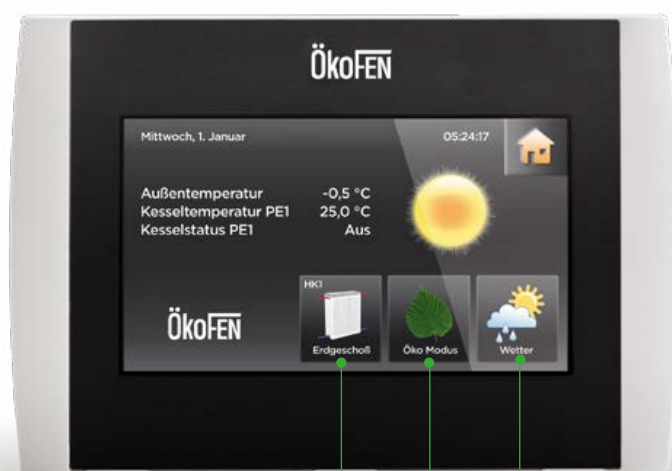 ÖkoFEN
Mittwoch, 1. Januar 05:24:17
Außentemperatur -0,5 °C
Kesseltemperatur PE1 25,0 °C
Kesselstatus PE1 Aus
ÖkoFEN
HK1
Erdgeschoß
Öko Modus
Wetter